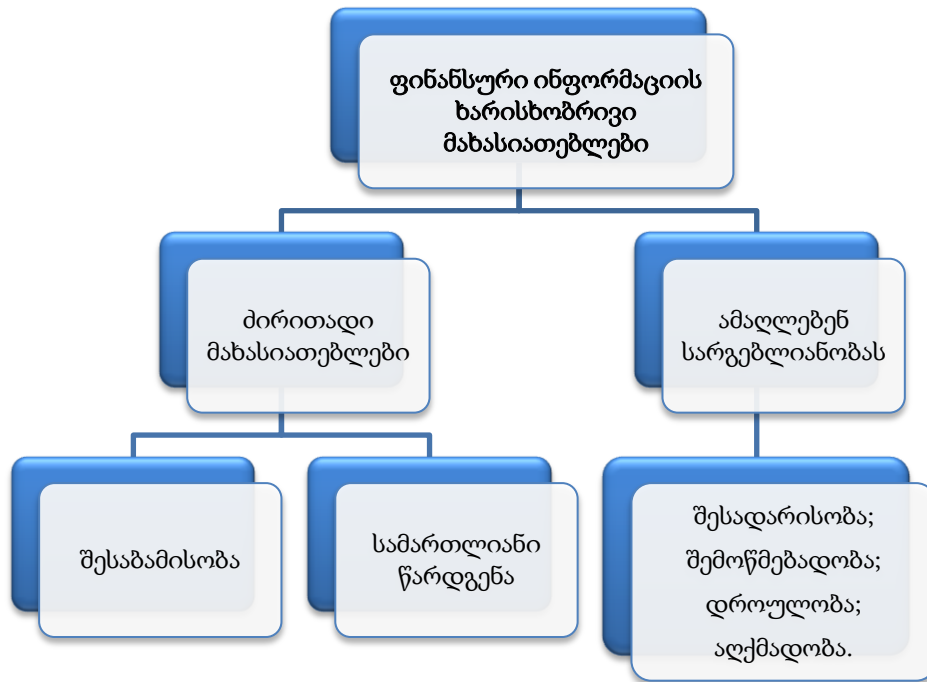 ფინანსური ინფორმაციის
ხარისხობრივი
მახასიათებლები
ძირითადი
მახასიათებლები
ამაღლებენ
სარგებლიანობას
შესაბამისობა
სამართლიანი
წარდგენა
შესადარისობა;
შემოწმებადობა;
დროულობა;
აღქმადობა.